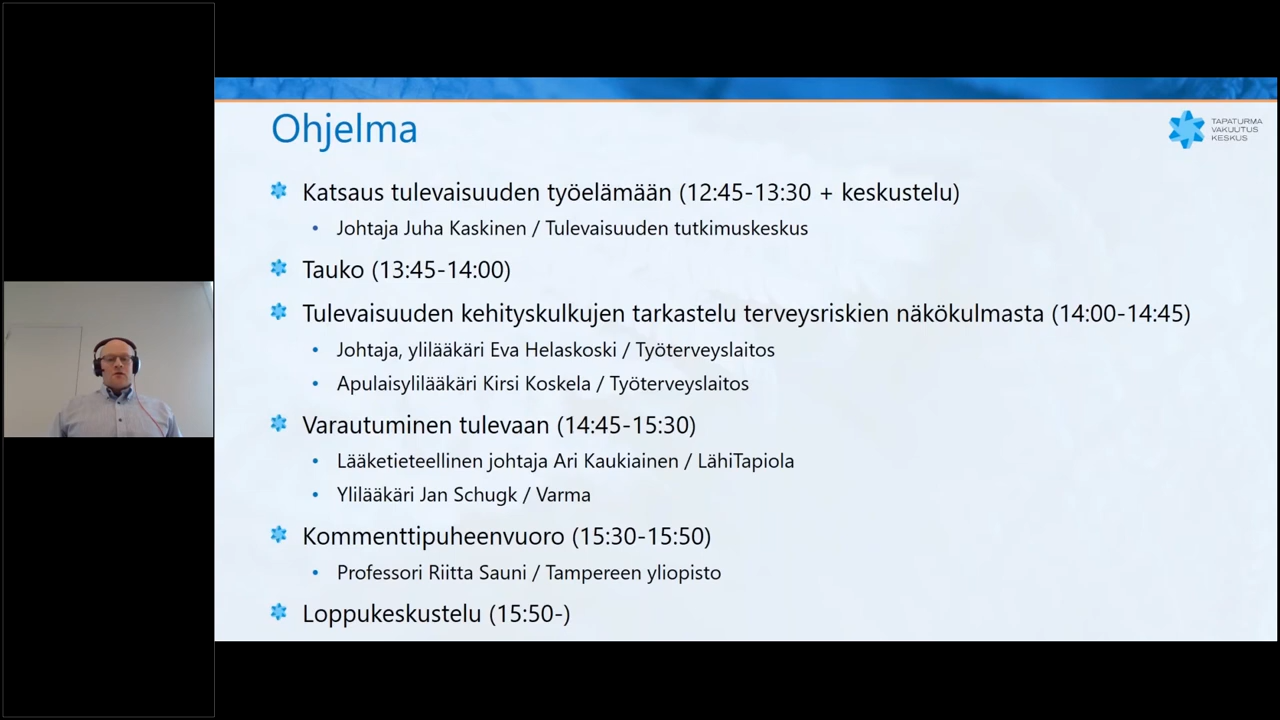 Ohjelma
TAPATURMA
VAKUUTUS
KESKUS
Katsaus tulevaisuuden työelämään (12:45-13:30 + keskustelu)
• Johtaja Juha Kaskinen / Tulevaisuuden tutkimuskeskus
Tauko (13:45-14:00)
Tulevaisuuden kehityskulkujen tarkastelu terveysriskien näkökulmasta (14:00-14:45)
• Johtaja, ylilääkäri Eva Helaskoski / Työterveyslaitos
• Apulaisylilääkäri Kirsi Koskela / Työterveyslaitos
Varautuminen tulevaan (14:45-15:30)
• Lääketieteellinen johtaja Ari Kaukiainen / LähiTapiola
• Ylilääkäri Jan Schugk / Varma
Kommenttipuheenvuoro (15:30-15:50)
• Professori Riitta Sauni / Tampereen yliopisto
Loppukeskustelu (15:50-)